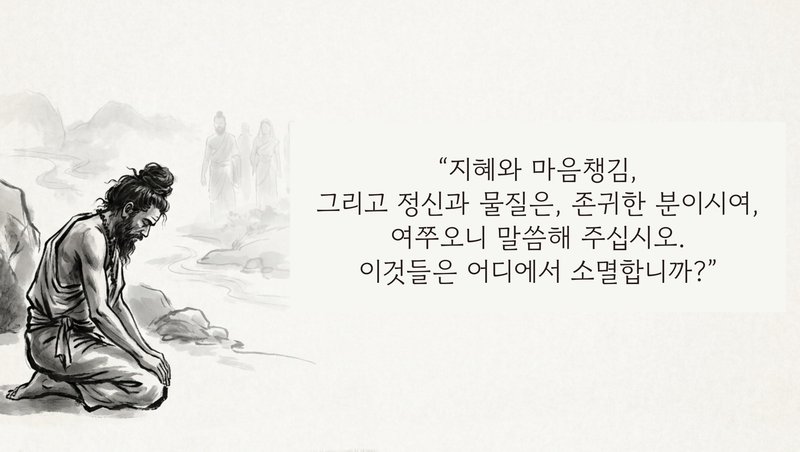 “지혜와 마음챙김,
그리고 정신과 물질은, 존귀한 분이시여,
여쭈오니 말씀해 주십시오.
이것들은 어디에서 소멸합니까?”